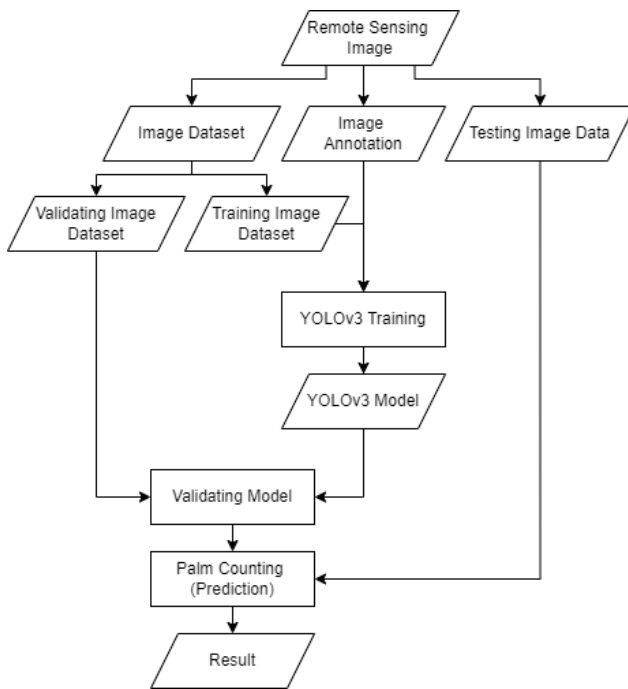 Remote Sensing
Image
Image Dataset
Image
Annotation
Testing Image Data
Validating Image
Dataset
Training Image
Dataset
YOLOv3 Training
YOLOv3 Model
Validating Model
Palm Counting
(Prediction)
Result